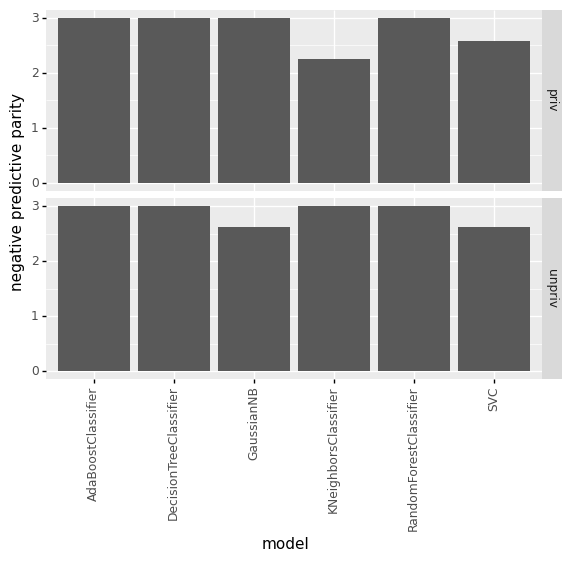 negative predictive parity
3
2
1
0
priv
3
2
1
0
unpriv
AdaBoostClassifier
DecisionTreeClassifier
GaussianNB
KNeighborsClassifier
RandomForestClassifier
SVC
model